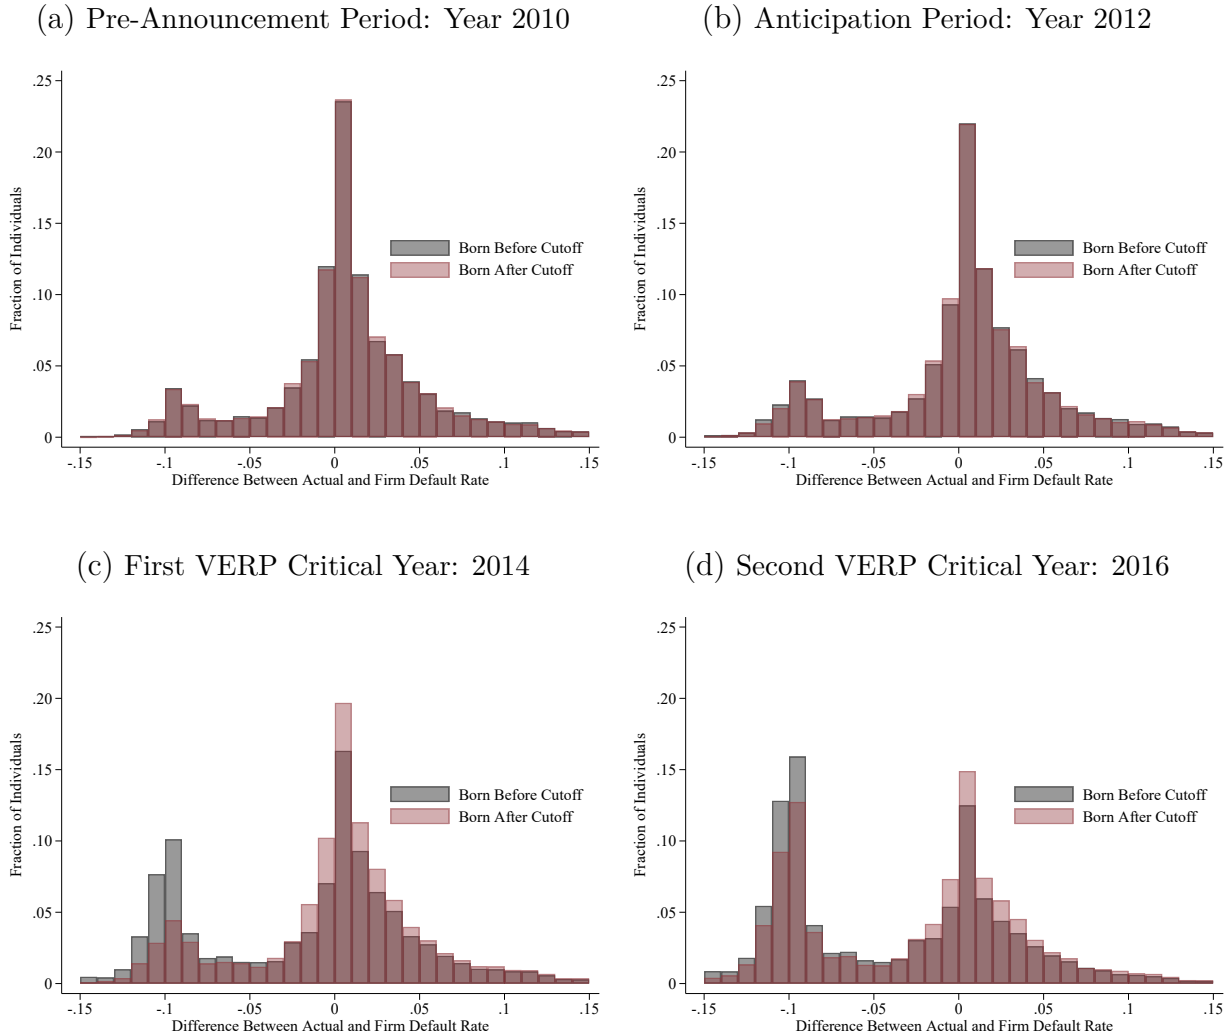 (a) Pre-Announcement Period: Year 2010
(b) Anticipation Period: Year 2012
.25
.20
.15
.10
.05
0
Fraction of Individuals
Born Before Cutoff
Born After Cutoff
-.15 -.1 -.05 0 .05 .1 .15
Difference Between Actual and Firm Default Rate
.25
.20
.15
.10
.05
0
Fraction of Individuals
Born Before Cutoff
Born After Cutoff
-.15 -.1 -.05 0 .05 .1 .15
Difference Between Actual and Firm Default Rate
(c) First VERP Critical Year: 2014
(d) Second VERP Critical Year: 2016
.25
.20
.15
.10
.05
0
Fraction of Individuals
Born Before Cutoff
Born After Cutoff
-.15 -.1 -.05 0 .05 .1 .15
Difference Between Actual and Firm Default Rate
.25
.20
.15
.10
.05
0
Fraction of Individuals
Born Before Cutoff
Born After Cutoff
-.15 -.1 -.05 0 .05 .1 .15
Difference Between Actual and Firm Default Rate